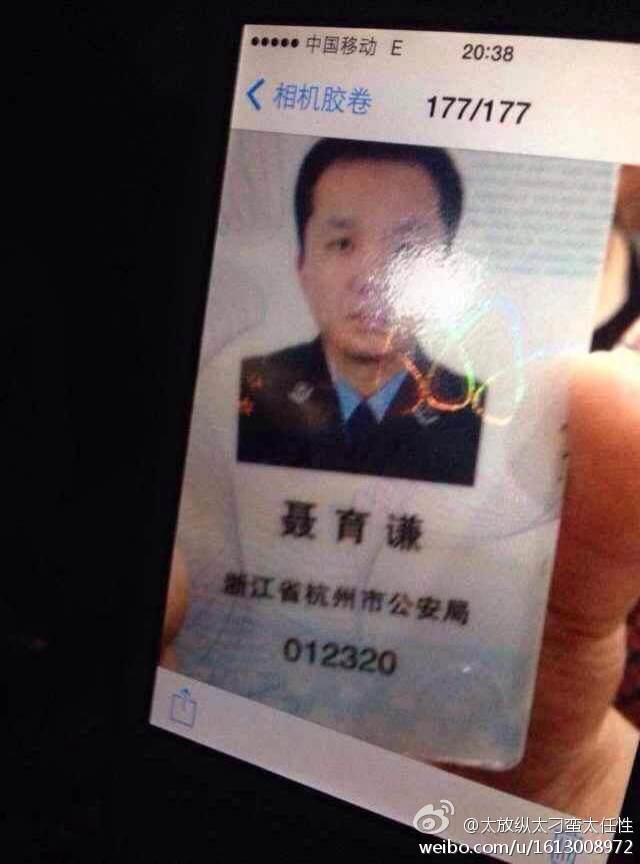 中国移动 E 20:38
相机胶卷 177/177
聂育谦
浙江省杭州市公安局
012320
@太放纵太刁蛮太任性
weibo.com/u/1613008972